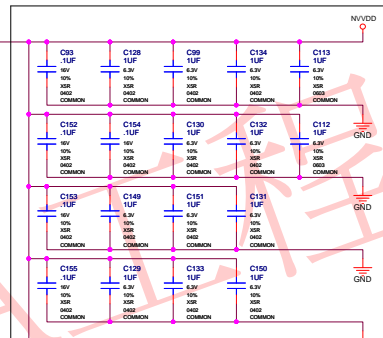 NVVDD
C93 C128 C99 C134 C113
.1UF 1UF 1UF 1UF 1UF
16V 6.3V 6.3V 6.3V 6.3V
10% 10% 10% 10% 10%
X5R X5R X5R X5R X5R
0402 0402 0402 0402 0603
COMMON COMMON COMMON COMMON COMMON
GND
C152 C154 C130 C132 C112
.1UF .1UF 1UF 1UF 1UF
16V 16V 6.3V 6.3V 6.3V
10% 10% 10% 10% 10%
X5R X5R X5R X5R X5R
0402 0402 0402 0402 0603
COMMON COMMON COMMON COMMON COMMON
GND
C153 C149 C151 C131
.1UF 1UF 1UF 1UF
16V 6.3V 6.3V 6.3V
10% 10% 10% 10%
X5R X5R X5R X5R
0402 0402 0402 0402
COMMON COMMON COMMON COMMON
GND
C155 C129 C133 C150
.1UF 1UF 1UF 1UF
16V 6.3V 6.3V 6.3V
10% 10% 10% 10%
X5R X5R X5R X5R
0402 0402 0402 0402
COMMON COMMON COMMON COMMON